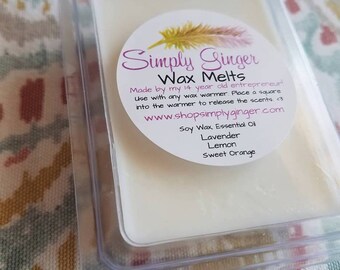 Simply Ginger
Wax Melts
Made by my 14 year old entrepreneur!
Use with any wax warmer. Place a square
into the warmer to release the scents. <3
www.shopsimplyginger.com
Soy Wax, Essential Oil
Lavender
Lemon
Sweet Orange